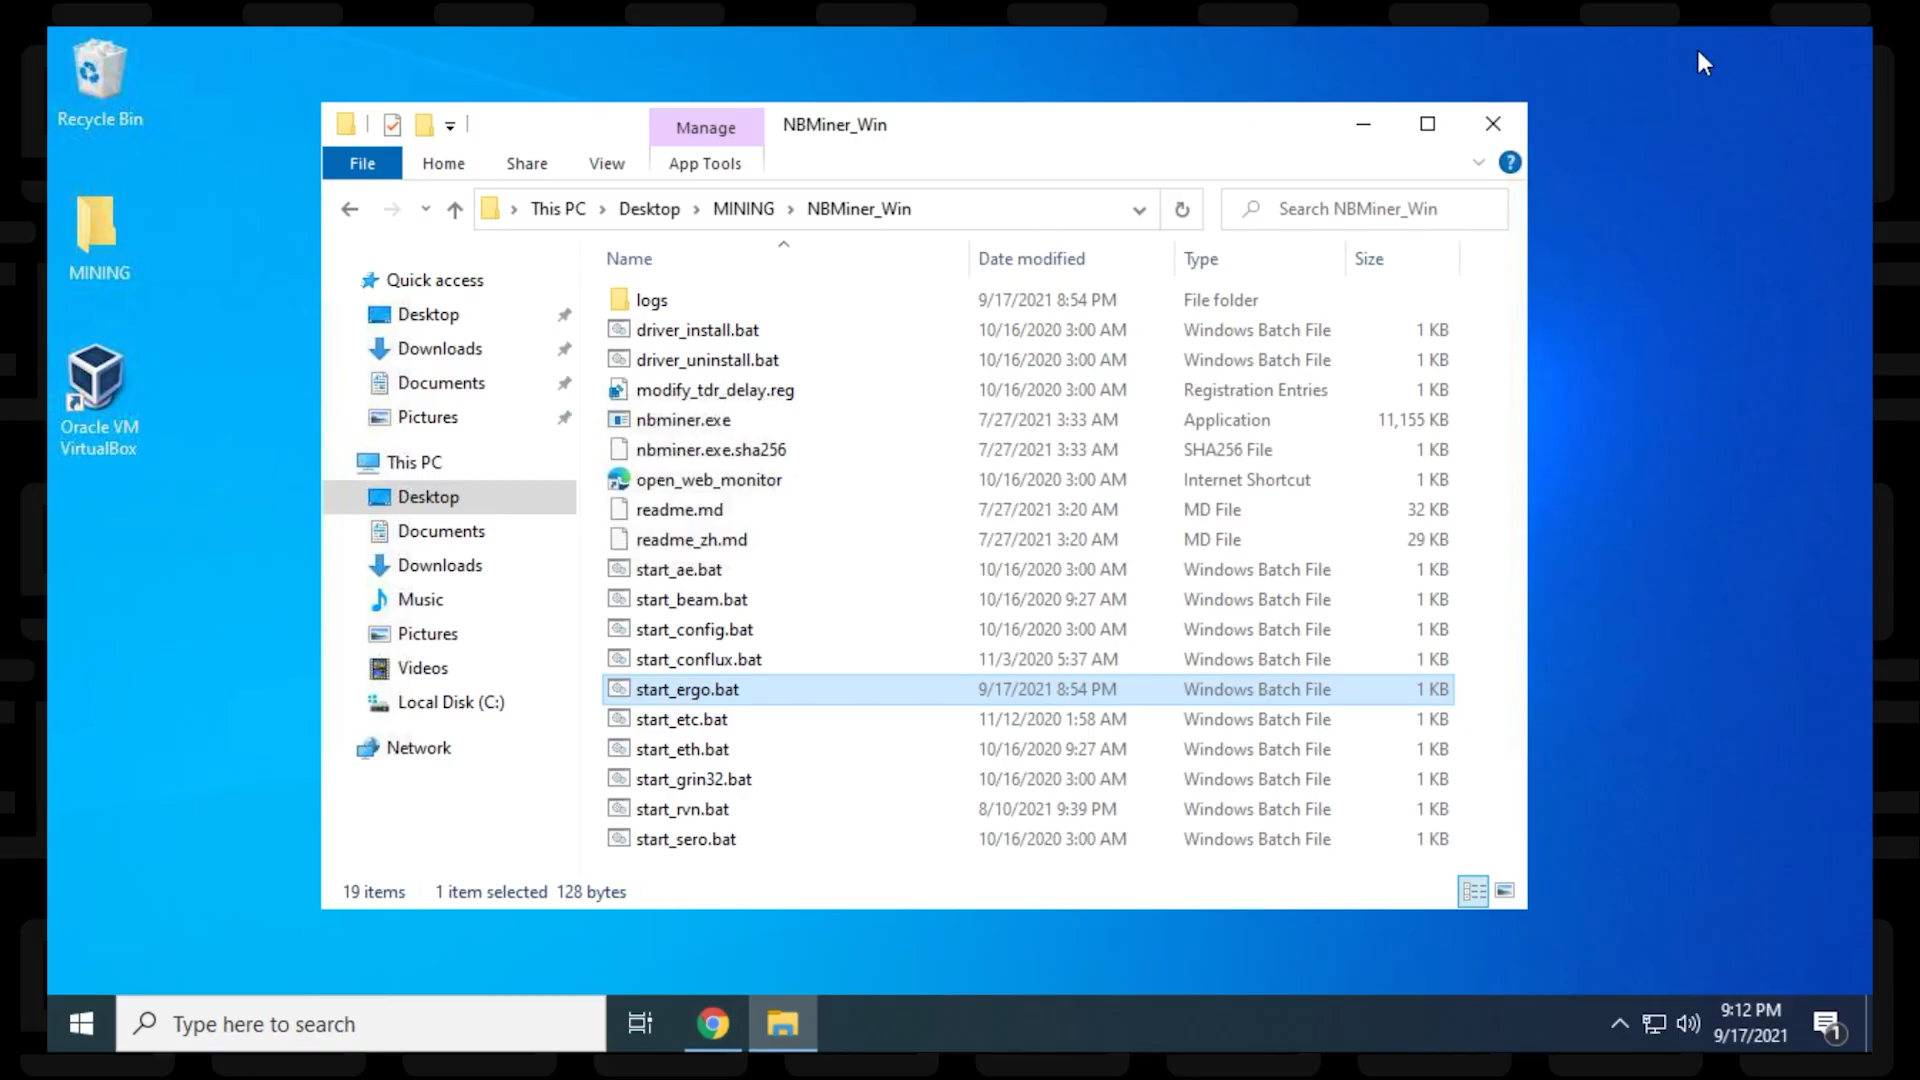 Recycle Bin
MINING
Oracle VM
VirtualBox
Manage
NBMiner_Win
File
Home
Share
View
App Tools
?
This PC > Desktop > MINING > NBMiner_Win
Search NBMiner_Win
Quick access
Desktop
Downloads
Documents
Pictures
This PC
Desktop
Documents
Downloads
Music
Pictures
Videos
Local Disk (C:)
Network
Name Date modified Type Size
logs 9/17/2021 8:54 PM File folder
driver_install.bat 10/16/2020 3:00 AM Windows Batch File 1 KB
driver_uninstall.bat 10/16/2020 3:00 AM Windows Batch File 1 KB
modify_tdr_delay.reg 10/16/2020 3:00 AM Registration Entries 1 KB
nbminer.exe 7/27/2021 3:33 AM Application 11,155 KB
nbminer.exe.sha256 7/27/2021 3:33 AM SHA256 File 1 KB
open_web_monitor 10/16/2020 3:00 AM Internet Shortcut 1 KB
readme.md 7/27/2021 3:20 AM MD File 32 KB
readme_zh.md 7/27/2021 3:20 AM MD File 29 KB
start_ae.bat 10/16/2020 3:00 AM Windows Batch File 1 KB
start_beam.bat 10/16/2020 9:27 AM Windows Batch File 1 KB
start_config.bat 10/16/2020 3:00 AM Windows Batch File 1 KB
start_conflux.bat 11/3/2020 5:37 AM Windows Batch File 1 KB
start_ergo.bat 9/17/2021 8:54 PM Windows Batch File 1 KB
start_etc.bat 11/12/2020 1:58 AM Windows Batch File 1 KB
start_eth.bat 10/16/2020 9:27 AM Windows Batch File 1 KB
start_grin32.bat 10/16/2020 3:00 AM Windows Batch File 1 KB
start_rvn.bat 8/10/2021 9:39 PM Windows Batch File 1 KB
start_sero.bat 10/16/2020 3:00 AM Windows Batch File 1 KB
19 items 1 item selected 128 bytes
Type here to search
9:12 PM
9/17/2021
1